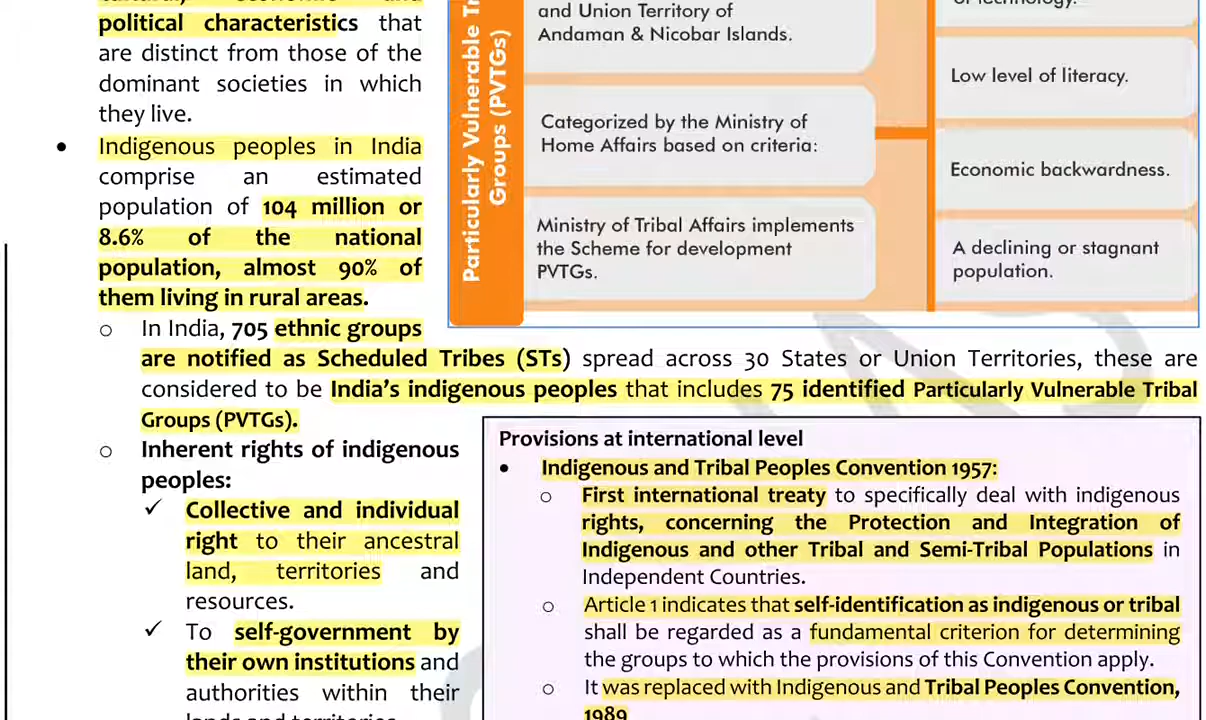 political characteristics that
are distinct from those of the
dominant societies in which
they live.
• Indigenous peoples in India
comprise an estimated
population of 104 million or
8.6% of the national
population, almost 90% of
them living in rural areas.
o In India, 705 ethnic groups
are notified as Scheduled Tribes (STs) spread across 30 States or Union Territories, these are
considered to be India's indigenous peoples that includes 75 identified Particularly Vulnerable Tribal
Groups (PVTGs).
o Inherent rights of indigenous
peoples:
✓ Collective and individual
right to their ancestral
land, territories and
resources.
✓ To self-government by
their own institutions and
authorities within their
lands and territories.
Particularly Vulnerable
Groups (PVTGs)
and Union Territory of
Andaman & Nicobar Islands.
Categorized by the Ministry of
Home Affairs based on criteria:
Ministry of Tribal Affairs implements
the Scheme for development
PVTGs.
of technology.
Low level of literacy.
Economic backwardness.
A declining or stagnant
population.
Provisions at international level
• Indigenous and Tribal Peoples Convention 1957:
o First international treaty to specifically deal with indigenous
rights, concerning the Protection and Integration of
Indigenous and other Tribal and Semi-Tribal Populations in
Independent Countries.
o Article 1 indicates that self-identification as indigenous or tribal
shall be regarded as a fundamental criterion for determining
the groups to which the provisions of this Convention apply.
o It was replaced with Indigenous and Tribal Peoples Convention,
1989